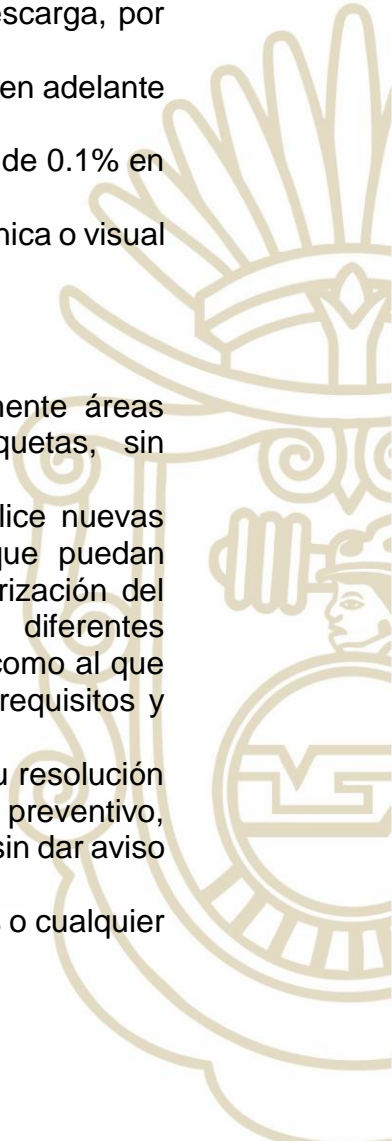 escarga, por
en adelante
de 0.1% en
nica o visual
nente áreas
quetas, sin
lice nuevas
que puedan
rización del
diferentes
como al que
requisitos y
u resolución
preventivo,
sin dar aviso
o cualquier